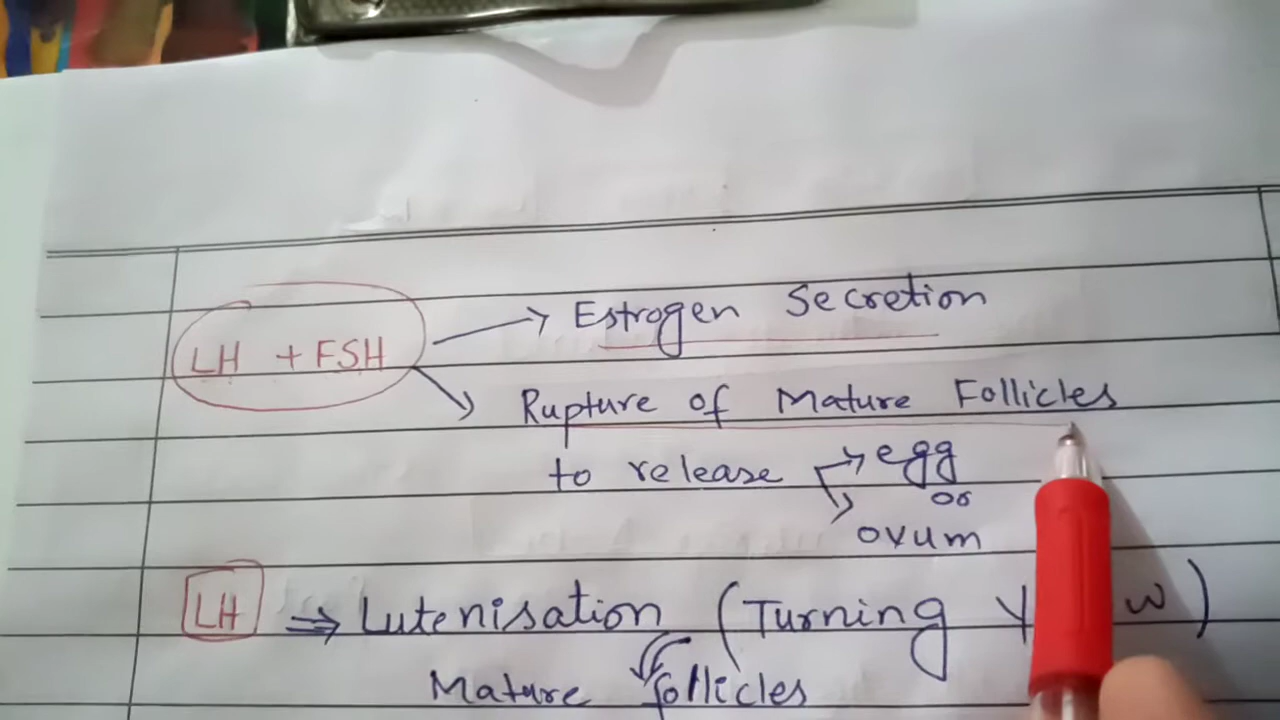 LH + FSH → Estrogen Secretion
→ Rupture of Mature Follicles
to release → egg
or
→ ovum
LH ⇒ Lutenisation (Turning
Mature follicles